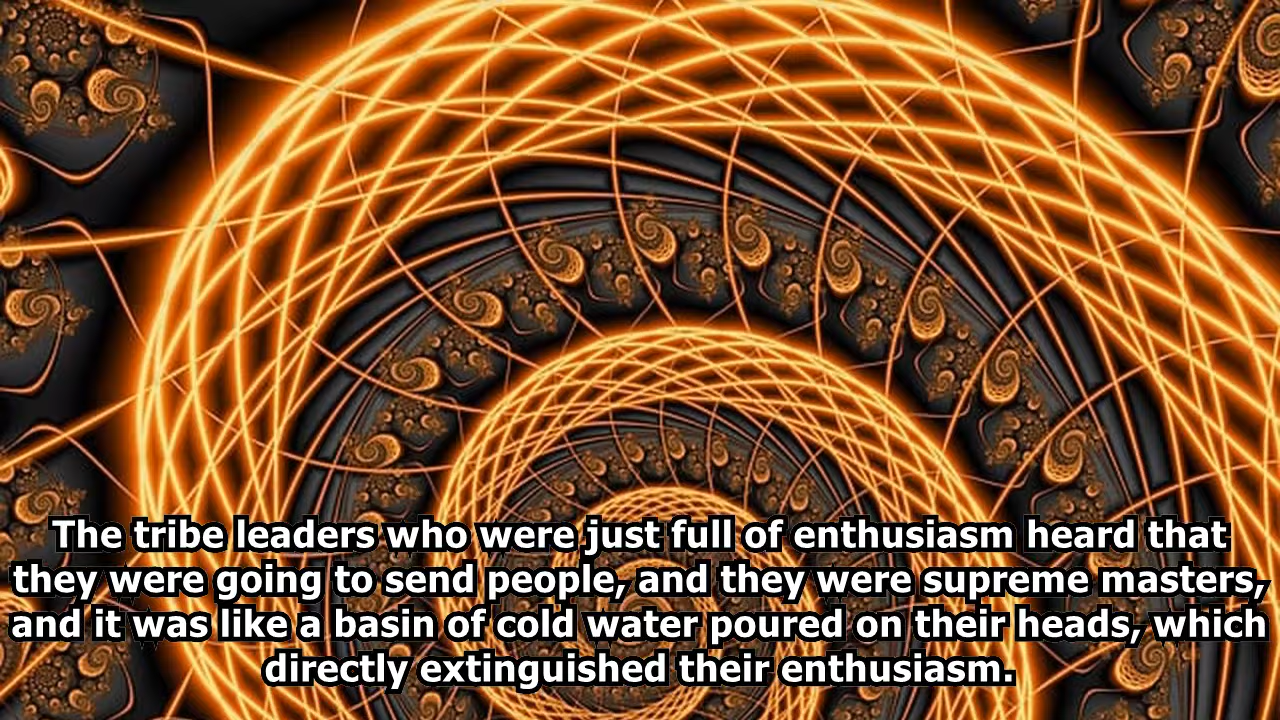 The tribe leaders who were just full of enthusiasm heard that
they were going to send people, and they were supreme masters,
and it was like a basin of cold water poured on their heads, which
directly extinguished their enthusiasm.